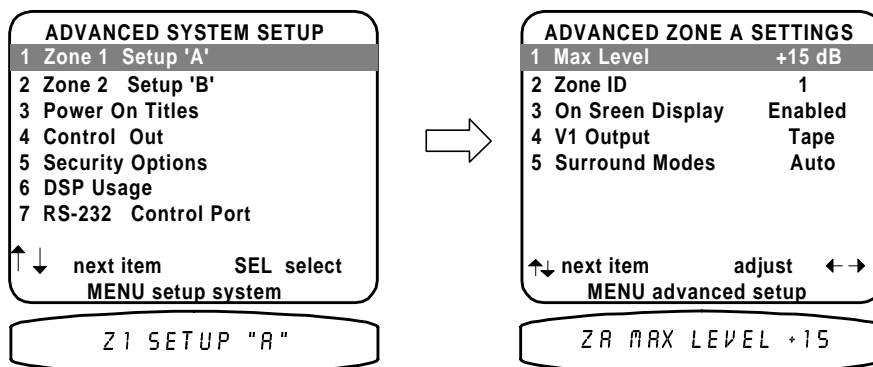 ADVANCED SYSTEM SETUP
1 Zone 1 Setup 'A'
2 Zone 2 Setup 'B'
3 Power On Titles
4 Control Out
5 Security Options
6 DSP Usage
7 RS-232 Control Port
↑↓ next item SEL select
MENU setup system
Z1 SETUP "A"
ADVANCED ZONE A SETTINGS
1 Max Level +15 dB
2 Zone ID 1
3 On Sreen Display Enabled
4 V1 Output Tape
5 Surround Modes Auto
↑↓ next item adjust ←→
MENU advanced setup
ZA MAX LEVEL +15